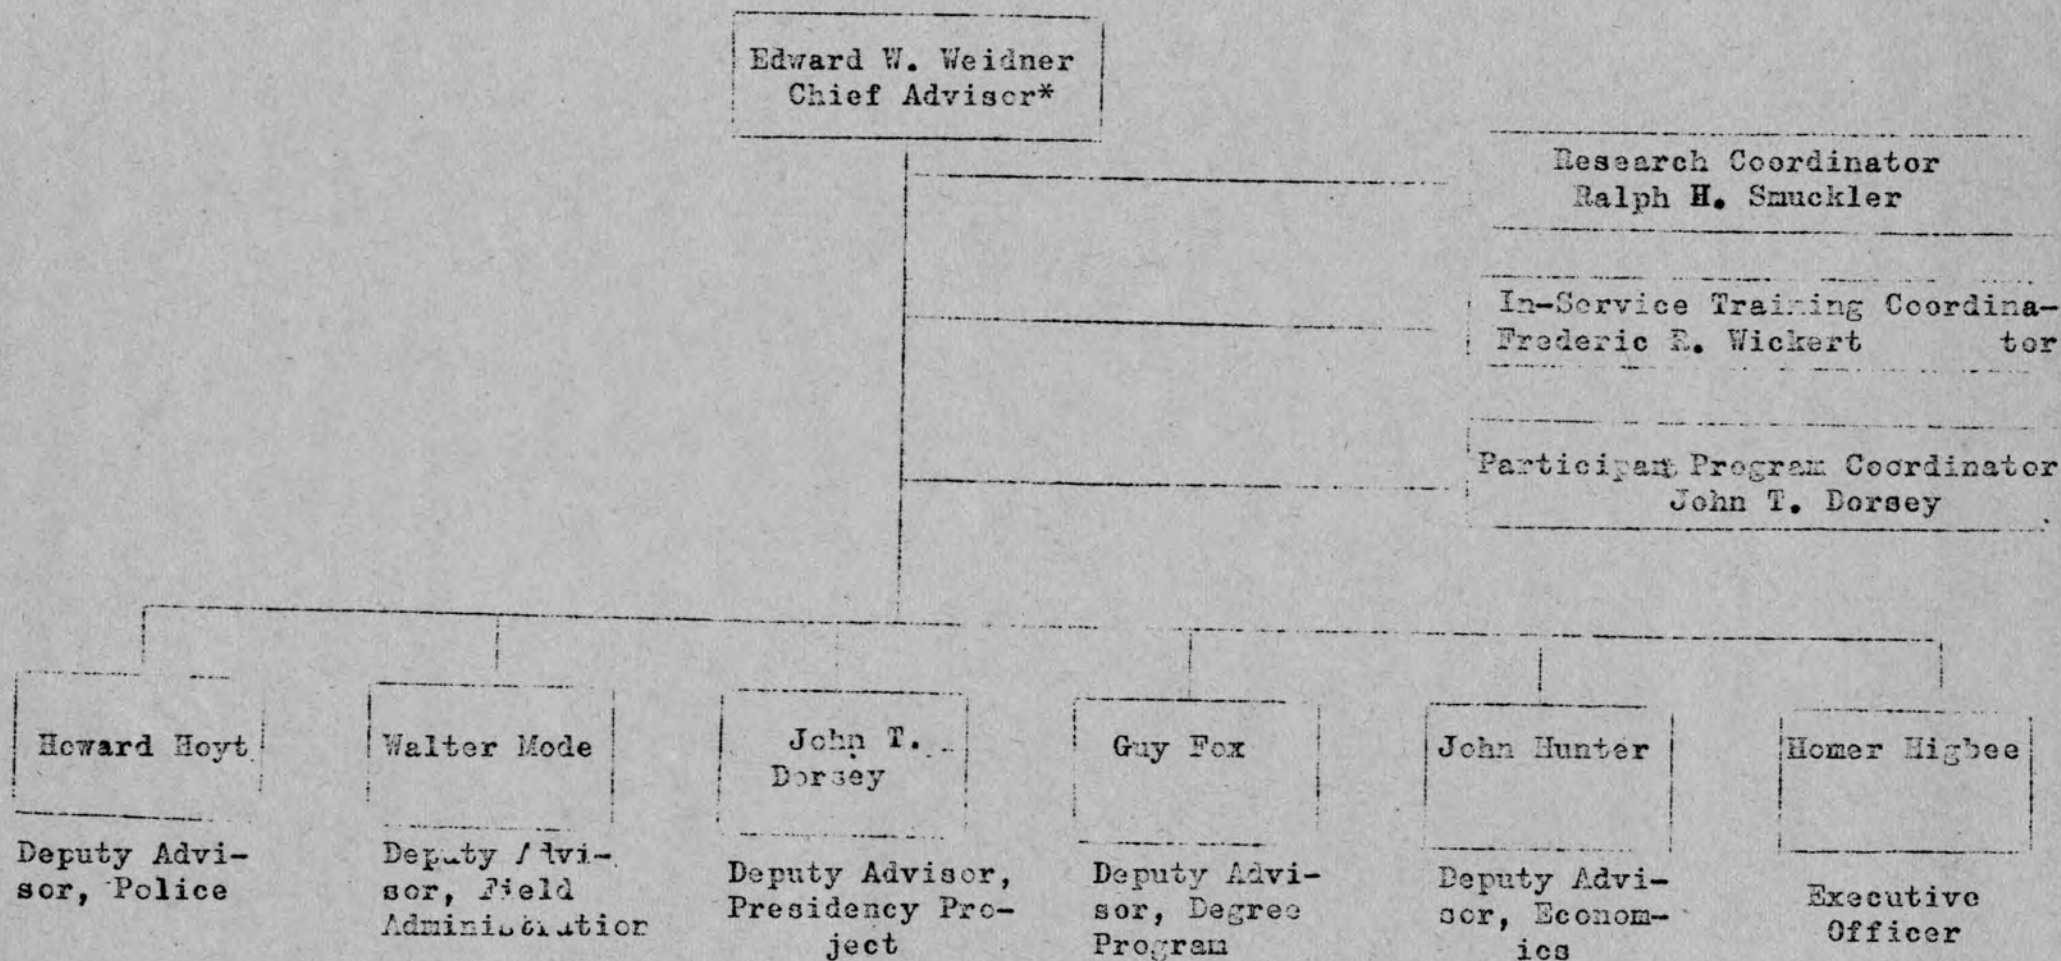 Edward W. Weidner
Chief Advisor*
Research Coordinator
Ralph H. Smuckler
In-Service Training Coordina-
Frederic R. Wickert tor
Participant Program Coordinator
John T. Dorsey
Howard Hoyt
Walter Mode
John T.
Dorsey
Guy Fox
John Hunter
Homer Higbee
Deputy Advi-
sor, Police
Deputy Advi-
sor, Field
Administration
Deputy Advisor,
Presidency Pro-
ject
Deputy Advi-
sor, Degree
Program
Deputy Advi-
sor, Econom-
ics
Executive
Officer